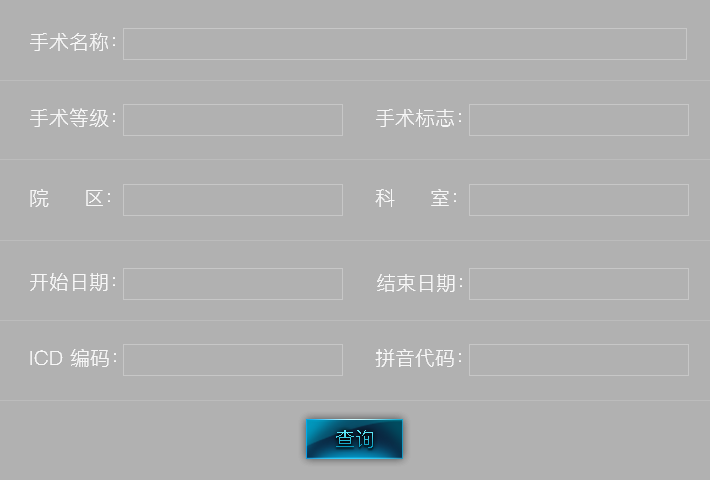 手术名称：
手术等级： 手术标志：
院 区： 科 室：
开始日期： 结束日期：
ICD 编码： 拼音代码：
查询